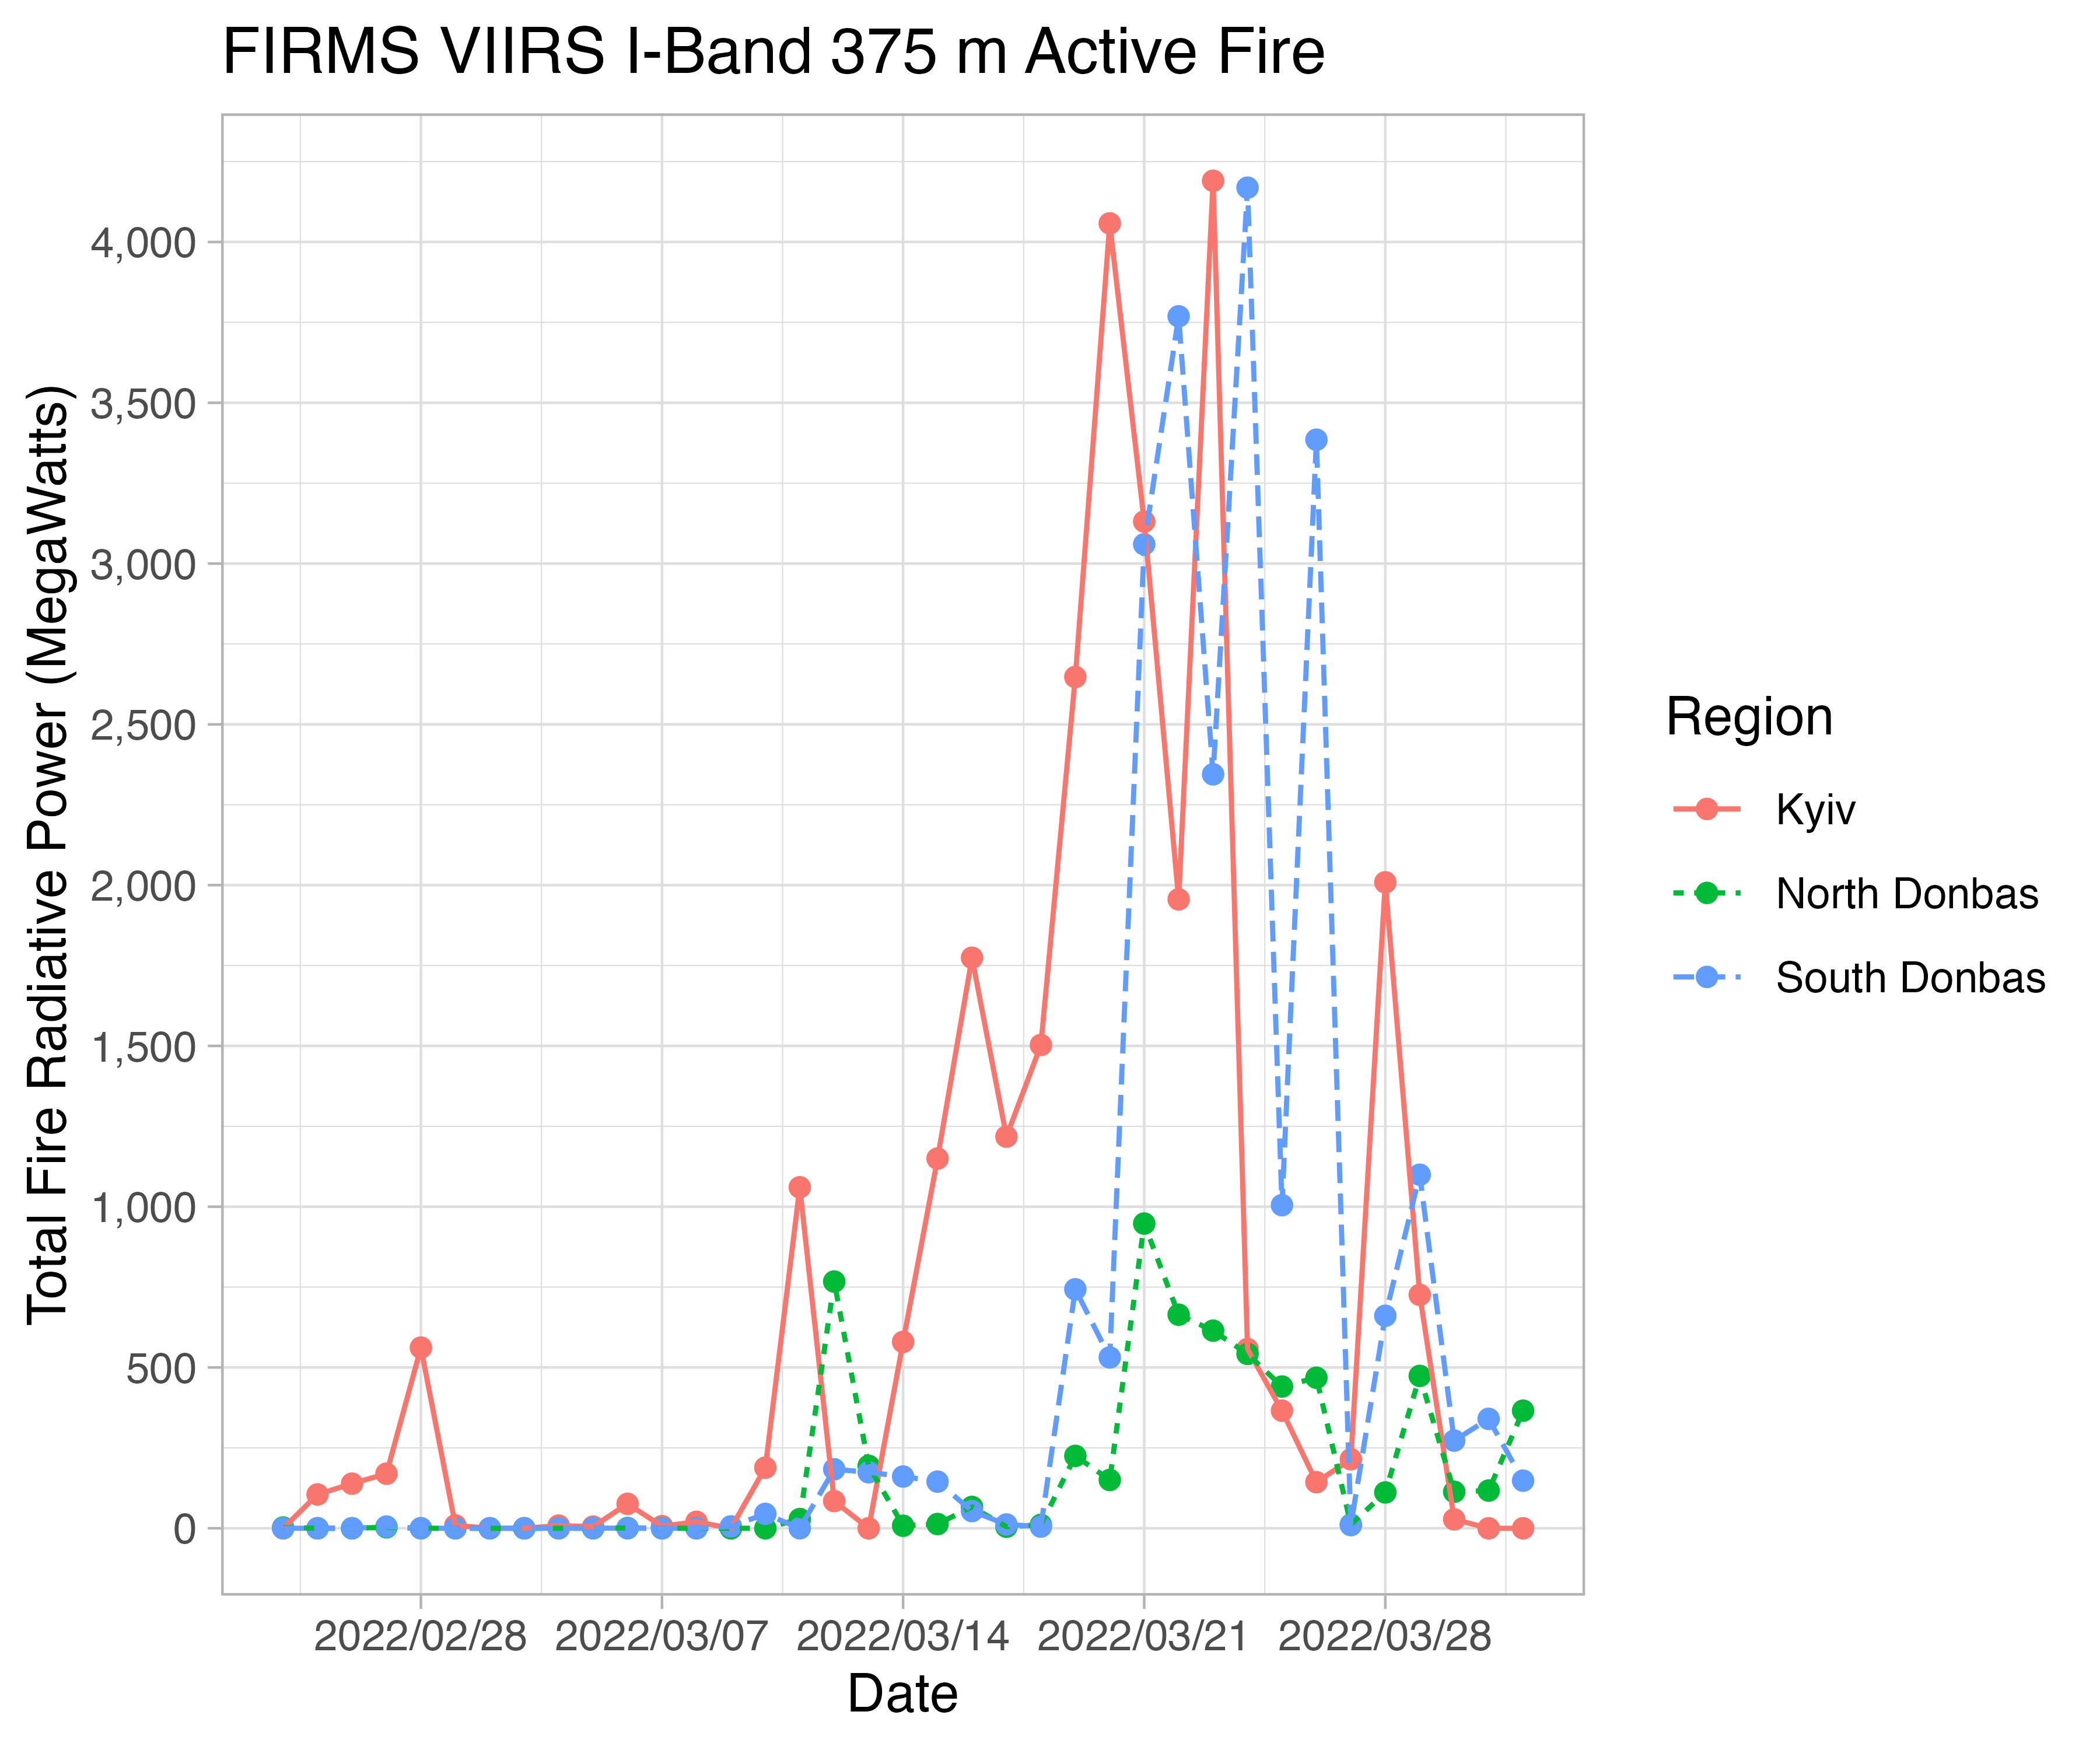 FIRMS VIIRS I-Band 375 m Active Fire
Total Fire Radiative Power (MegaWatts)
4,000
3,500
3,000
2,500
2,000
1,500
1,000
500
0
2022/02/28 2022/03/07 2022/03/14 2022/03/21 2022/03/28
Date
Region
Kyiv
North Donbas
South Donbas